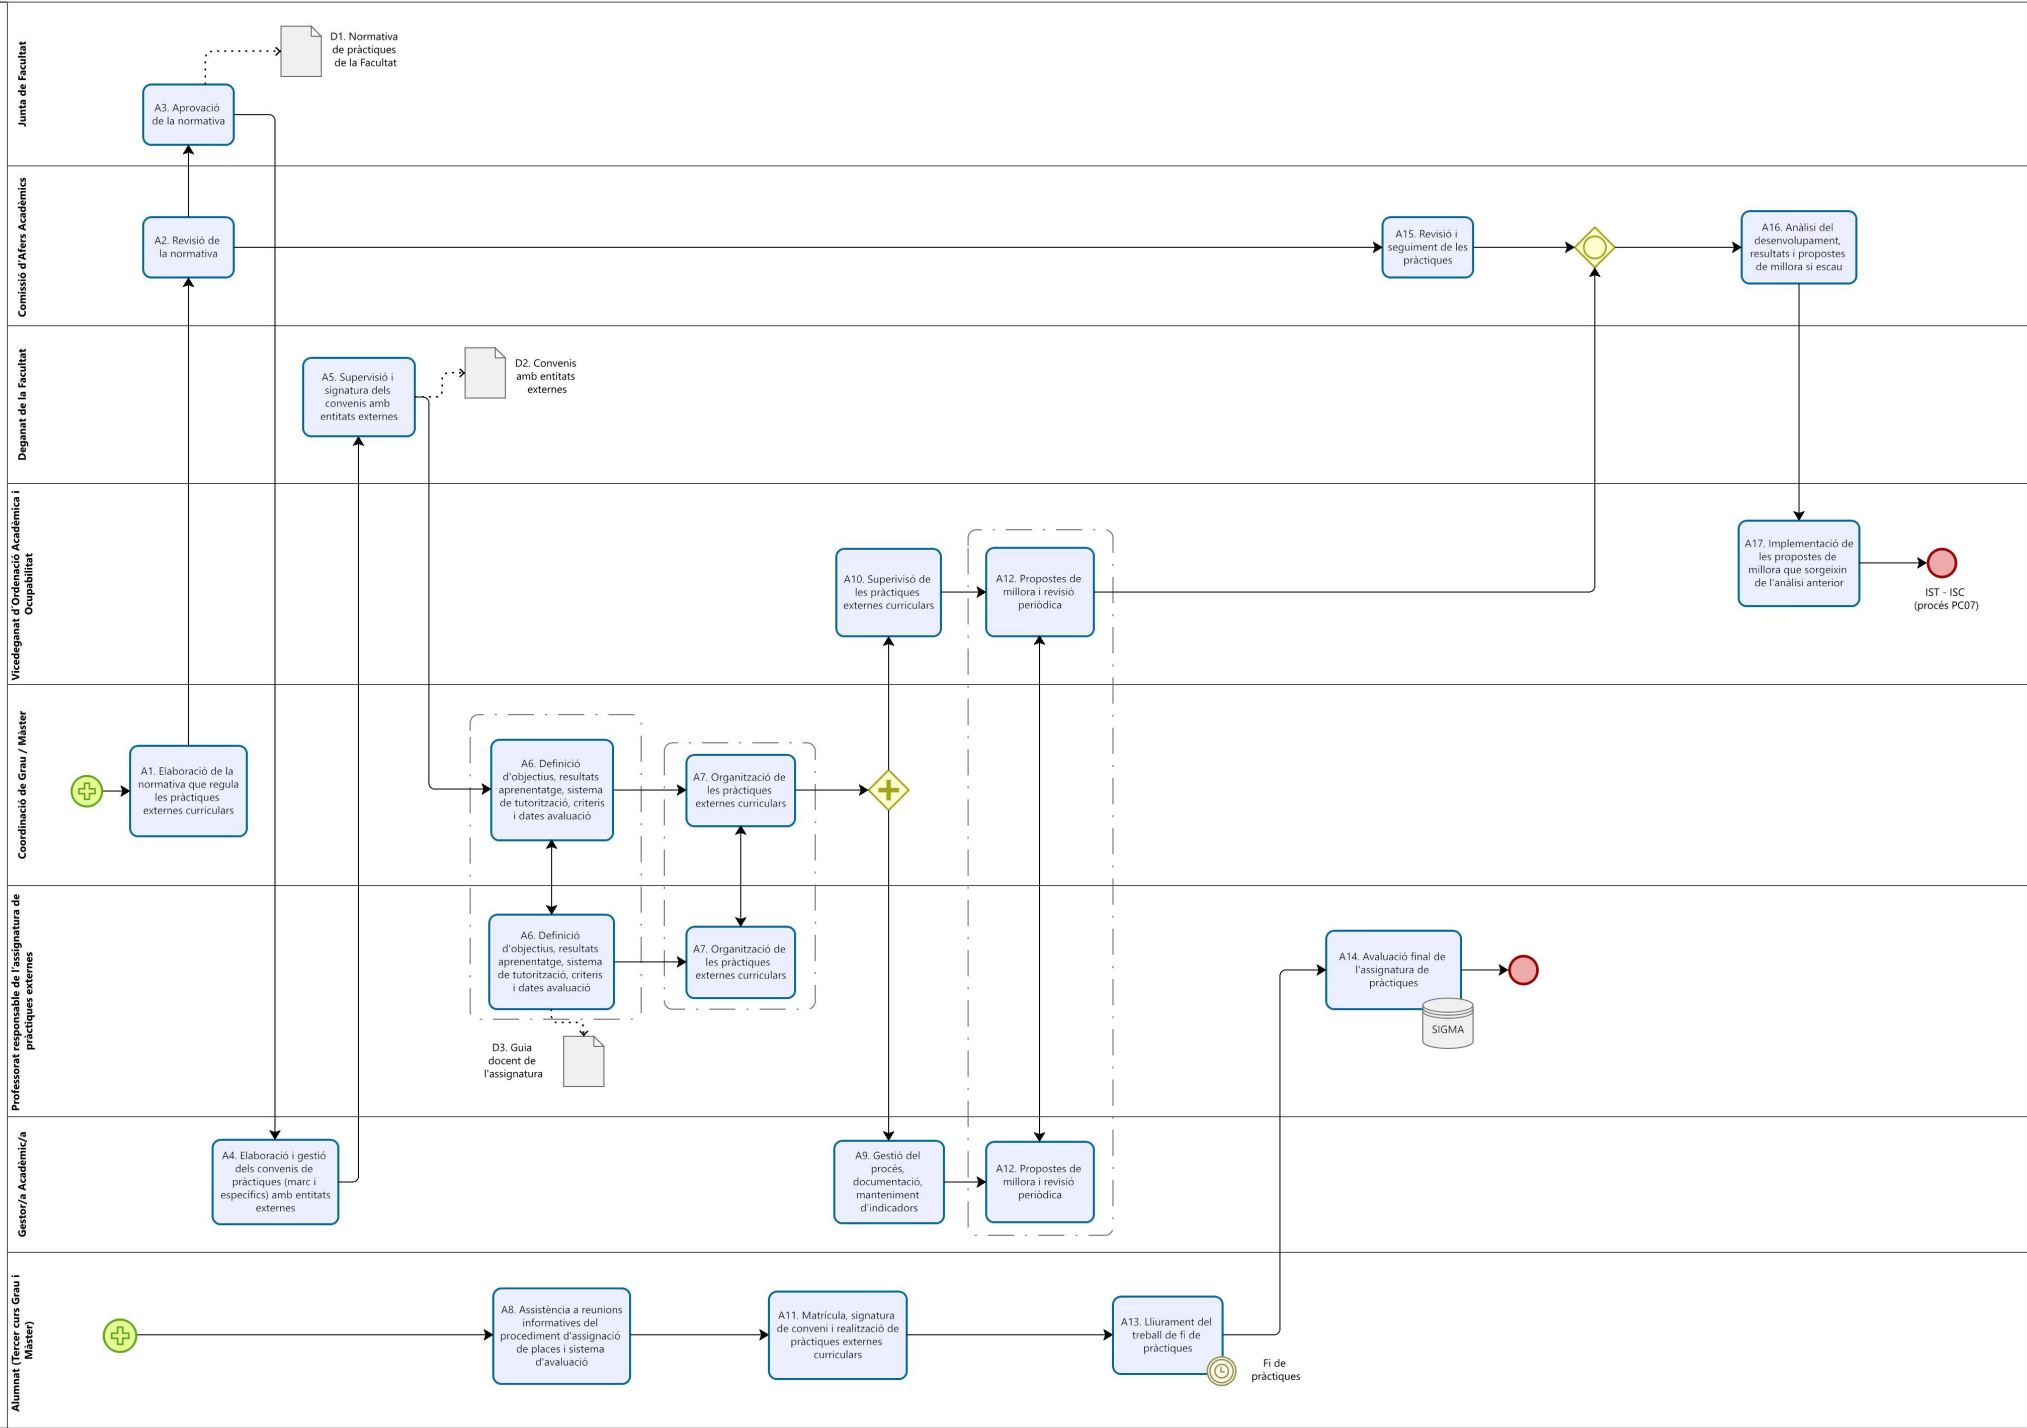 Junta de Facultat
D1. Normativa
de pràctiques
de la Facultat
A3. Aprovació
de la normativa
Comissió d'Afers Acadèmics
A2. Revisió de
la normativa
A15. Revisió i
seguiment de les
pràctiques
A16. Anàlisi del
desenvolupament,
resultats i propostes
de millora si escau
Deganat de la Facultat
A5. Supervisió i
signatura dels
convenis amb
entitats externes
D2. Convenis
amb entitats
externes
Vicedeganat d'Ordenació Acadèmica i
Ocupabilitat
A10. Supervisó de
les pràctiques
externes curriculars
A12. Propostes de
millora i revisió
periòdica
A17. Implementació de
les propostes de
millora que sorgeixin
de l'anàlisi anterior
IST - ISC
(procés PC07)
Coordinació de Grau / Màster
A1. Elaboració de la
normativa que regula
les pràctiques
externes curriculars
A6. Definició
d'objectius, resultats
aprenentatge, sistema
de tutorització, criteris
i dates avaluació
A7. Organització de
les pràctiques
externes curriculars
Professorat responsable de l'assignatura de
pràctiques externes
A6. Definició
d'objectius, resultats
aprenentatge, sistema
de tutorització, criteris
i dates avaluació
A7. Organització de
les pràctiques
externes curriculars
D3. Guia
docent de
l'assignatura
A14. Avaluació final de
l'assignatura de
pràctiques
SIGMA
Gestor/a Acadèmic/a
A4. Elaboració i gestió
dels convenis de
pràctiques (marc i
específics) amb entitats
externes
A9. Gestió del
procés,
documentació,
manteniment
d'indicadors
A12. Propostes de
millora i revisió
periòdica
Alumnat (Tercer curs Grau i
Màster)
A8. Assistència a reunions
informatives del
procediment d'assignació
de places i sistema
d'avaluació
A11. Matrícula, signatura
de conveni i realització de
pràctiques externes
curriculars
A13. Lliurament del
treball de fi de
pràctiques
Fi de
pràctiques